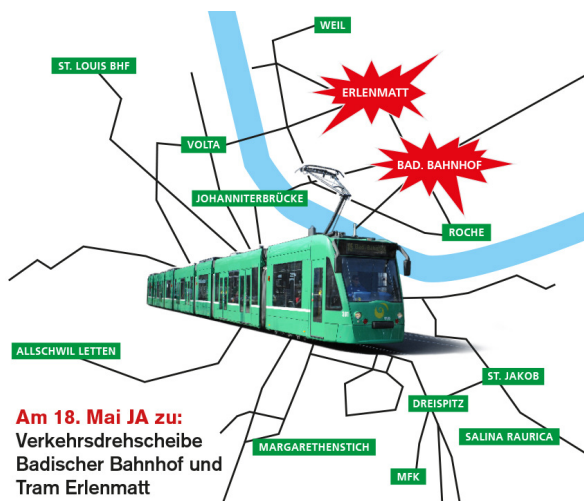 WEIL
ST. LOUIS BHF
ERLENMATT
VOLTA
BAD. BAHNHOF
JOHANNITERBRÜCKE
ROCHE
ALLSCHWIL LETTEN
ST. JAKOB
DREISPITZ
SALINA RAURICA
MARGARETHENSTICH
MFK
Am 18. Mai JA zu:
Verkehrsdrehscheibe
Badischer Bahnhof und
Tram Erlenmatt